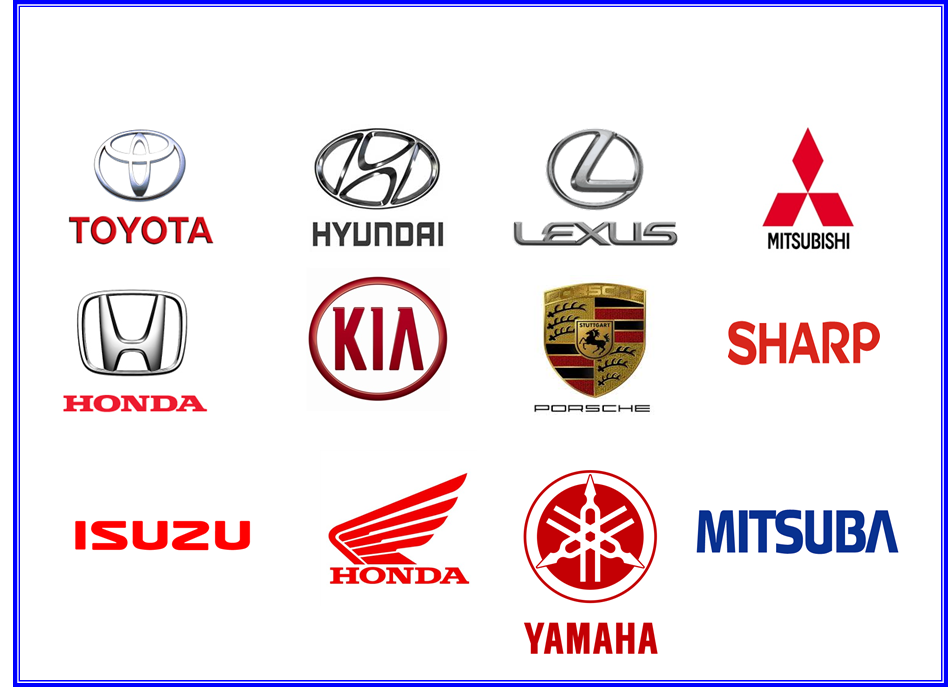 TOYOTA
HYUNDAI
LEXUS
MITSUBISHI
HONDA
KIA
PORSCHE
STUTTGART
PORSCHE
SHARP
ISUZU
HONDA
YAMAHA
MITSUBA